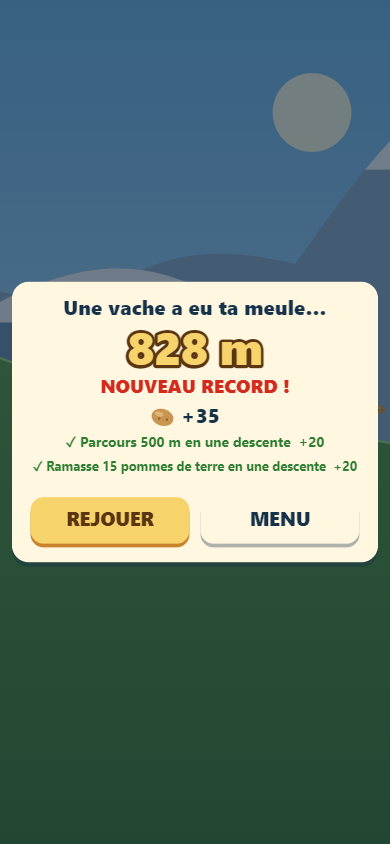 Une vache a eu ta meule...
828 m
NOUVEAU RECORD !
+35
✓ Parcours 500 m en une descente +20
✓ Ramasse 15 pommes de terre en une descente +20
REJOUER
MENU